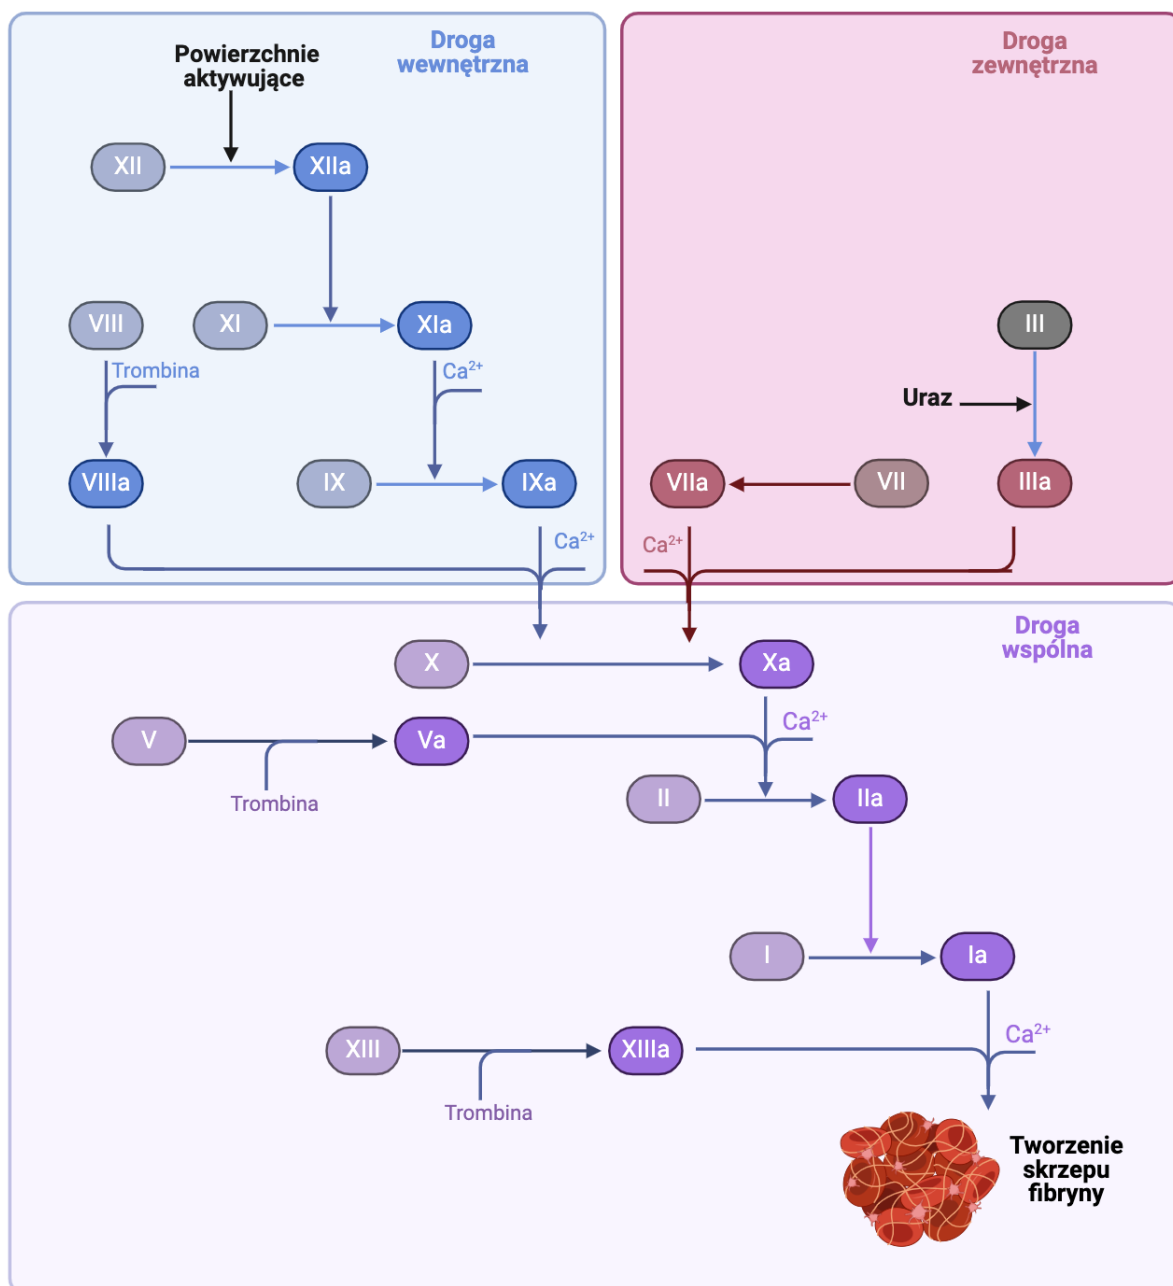 Droga
wewnętrzna
Powierzchnie
aktywujące
XII
XIIa
VIII
XI
XIa
Trombina
Ca²⁺
VIIIa
IX
IXa
Ca²⁺
Droga
zewnętrzna
III
Uraz
VIIa
VII
IIIa
Ca²⁺
Droga
wspólna
X
Xa
Ca²⁺
V
Va
Trombina
II
IIa
I
Ia
Ca²⁺
XIII
XIIIa
Trombina
Tworzenie
skrzepu
fibryny